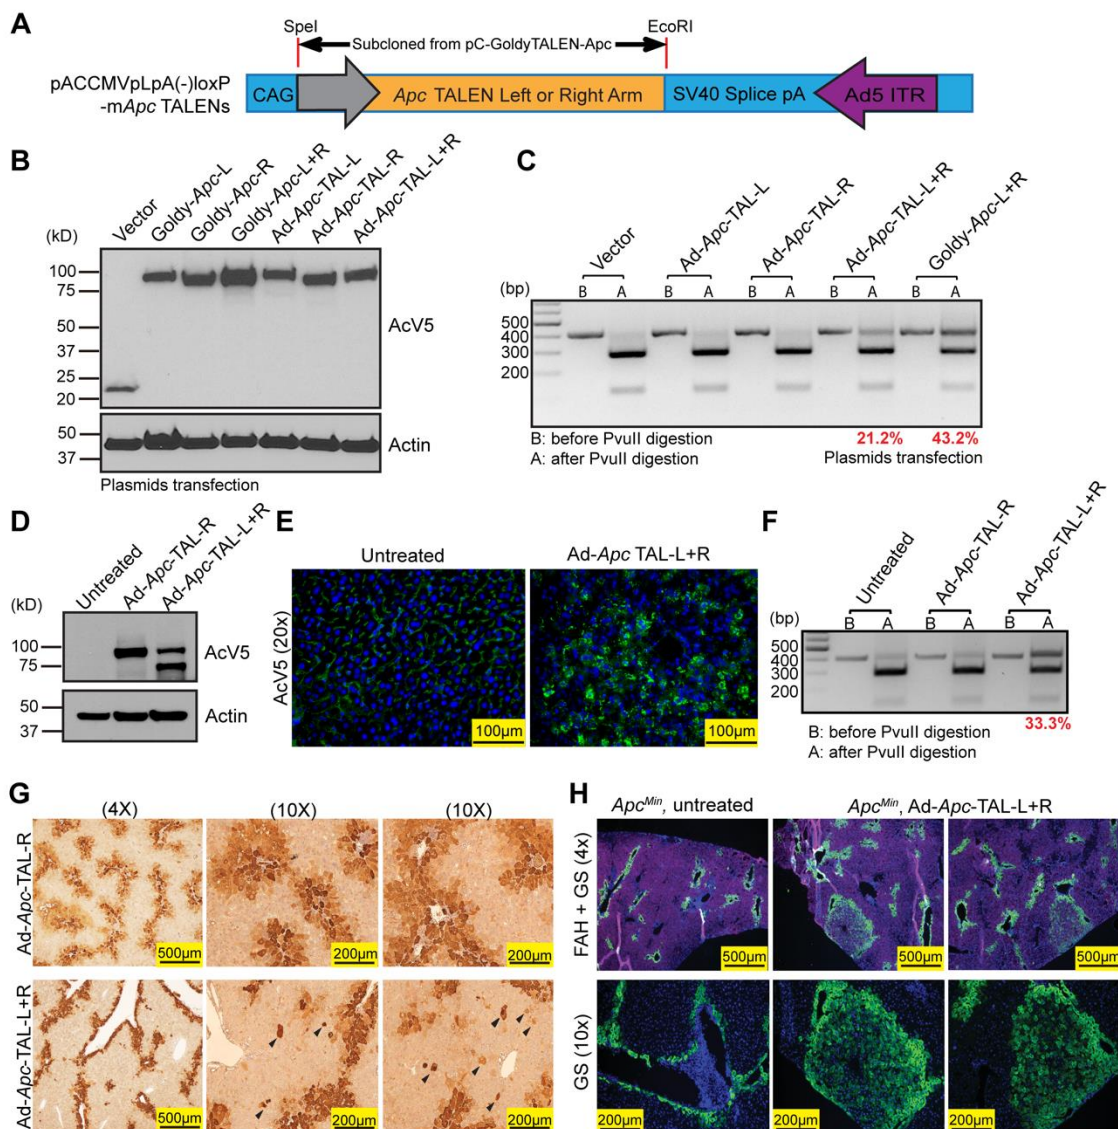 A
SpeI
EcoRI
Subcloned from pC-GoldyTALEN-Apc
pACCMVpLpA(-)loxP
-mApc TALENs
CAG
Apc TALEN Left or Right Arm
SV40 Splice pA
Ad5 ITR
B
Vector
Goldy-Apc-L
Goldy-Apc-R
Goldy-Apc-L+R
Ad-Apc-TAL-L
Ad-Apc-TAL-R
Ad-Apc-TAL-L+R
(kD)
100
75
50
37
25
20
AcV5
50
37
Actin
Plasmids transfection
C
Vector
Ad-Apc-TAL-L
Ad-Apc-TAL-R
Ad-Apc-TAL-L+R
Goldy-Apc-L+R
(bp)
B A B A B A B A B A
500
400
300
200
B: before PvuII digestion
21.2% 43.2%
A: after PvuII digestion
Plasmids transfection
D
Untreated
Ad-Apc-TAL-R
Ad-Apc-TAL-L+R
(kD)
100
75
AcV5
50
37
Actin
E
Untreated
Ad-Apc TAL-L+R
AcV5 (20x)
100µm
100µm
F
Untreated
Ad-Apc-TAL-R
Ad-Apc-TAL-L+R
(bp)
B A B A B A
500
400
300
200
33.3%
B: before PvuII digestion
A: after PvuII digestion
G
(4X) (10X) (10X)
Ad-Apc-TAL-R
500µm 200µm 200µm
Ad-Apc-TAL-L+R
500µm 200µm 200µm
H
ApcMin, untreated
ApcMin, Ad-Apc-TAL-L+R
FAH + GS (4x)
500µm 500µm 500µm
GS (10x)
200µm 200µm 200µm